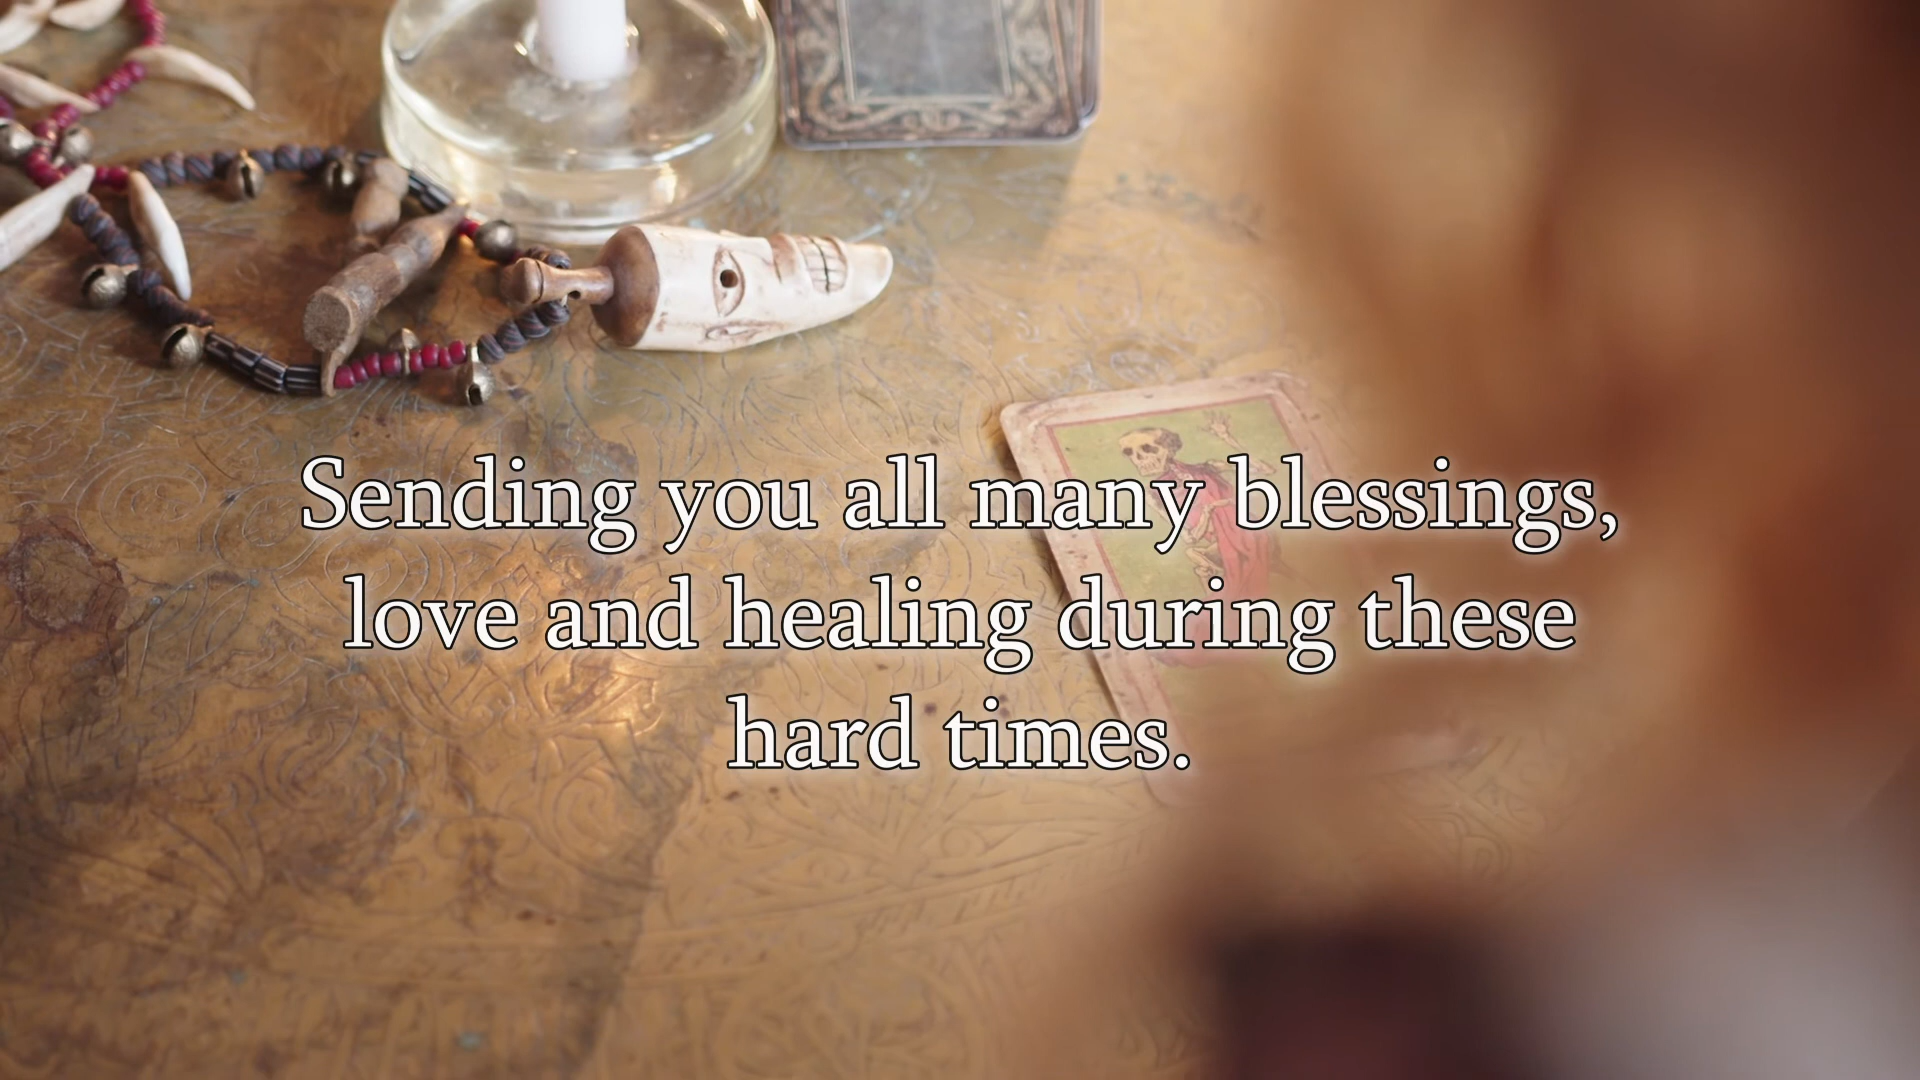 Sending you all many blessings,
love and healing during these
hard times.